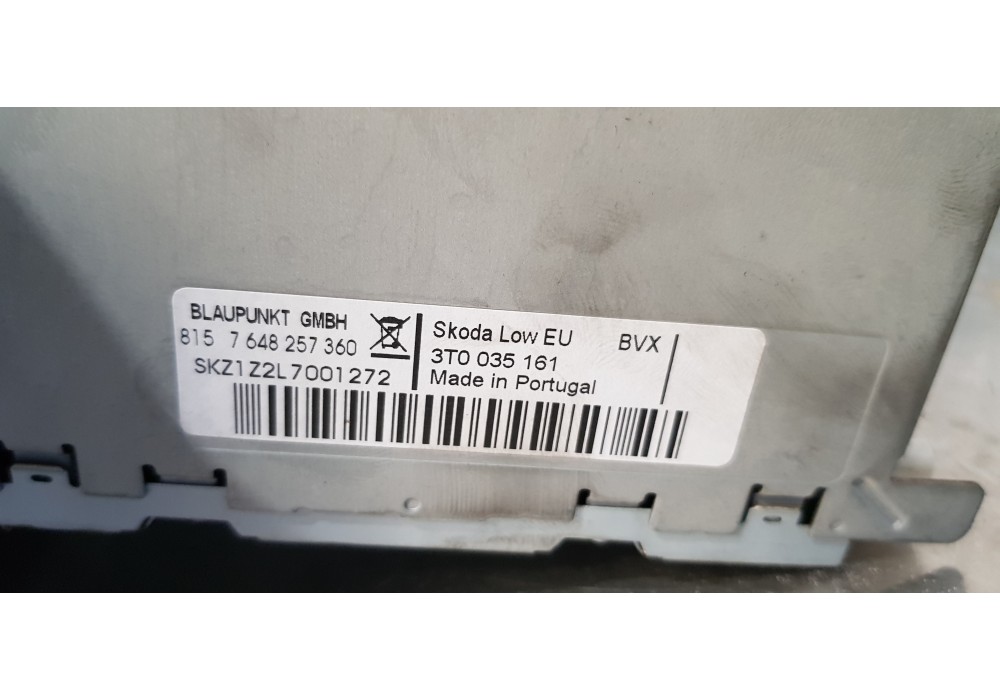 BLAUPUNKT GMBH
815 7 648 257 360
SKZ1Z2L7001272
Skoda Low EU BVX
3T0 035 161
Made in Portugal